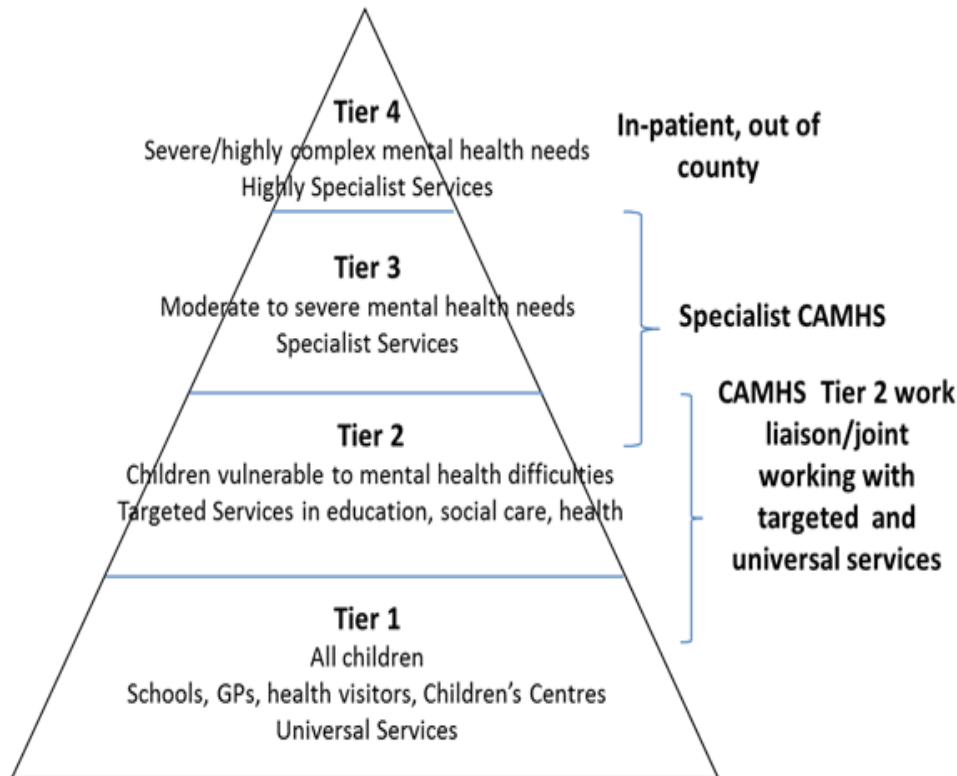 Tier 4
Severe/highly complex mental health needs
Highly Specialist Services
In-patient, out of
county
Tier 3
Moderate to severe mental health needs
Specialist Services
Specialist CAMHS
Tier 2
Children vulnerable to mental health difficulties
Targeted Services in education, social care, health
CAMHS Tier 2 work
liaison/joint
working with
targeted and
universal services
Tier 1
All children
Schools, GPs, health visitors, Children's Centres
Universal Services